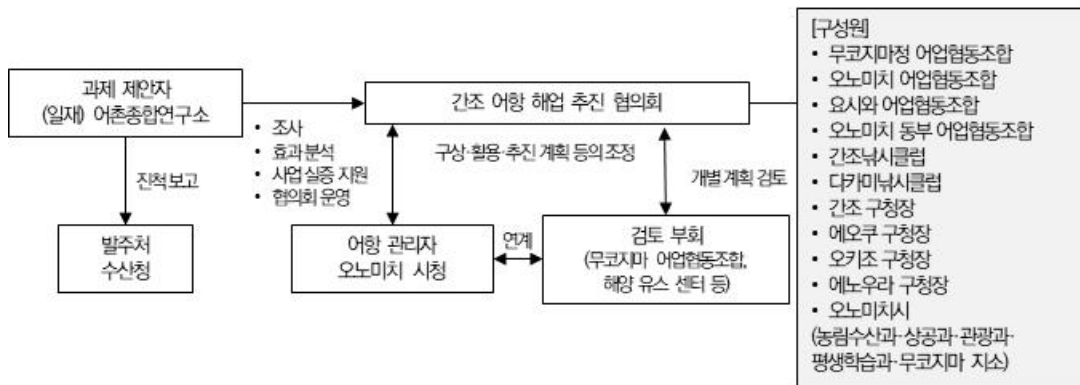 과제 제안자
(일재) 어촌종합연구소
진척 보고
발주처
수산청
• 조사
• 효과 분석
• 사업 실증 지원
• 협의회 운영
간조 어항 해업 추진 협의회
구상·활용·추진 계획 등의 조정
개별 계획 검토
어항 관리자
오노미치 시청
연계
검토 부회
(무코지마 어업협동조합,
해양 유스 센터 등)
[구성원]
• 무코지마정 어업협동조합
• 오노미치 어업협동조합
• 요시와 어업협동조합
• 오노미치 동부 어업협동조합
• 간조낚시클럽
• 다카미낚시클럽
• 간조 구청장
• 에오쿠 구청장
• 오키조 구청장
• 에노우라 구청장
• 오노미치시
(농림수산과·상공과·관광과·
평생학습과·무코지마 지소)